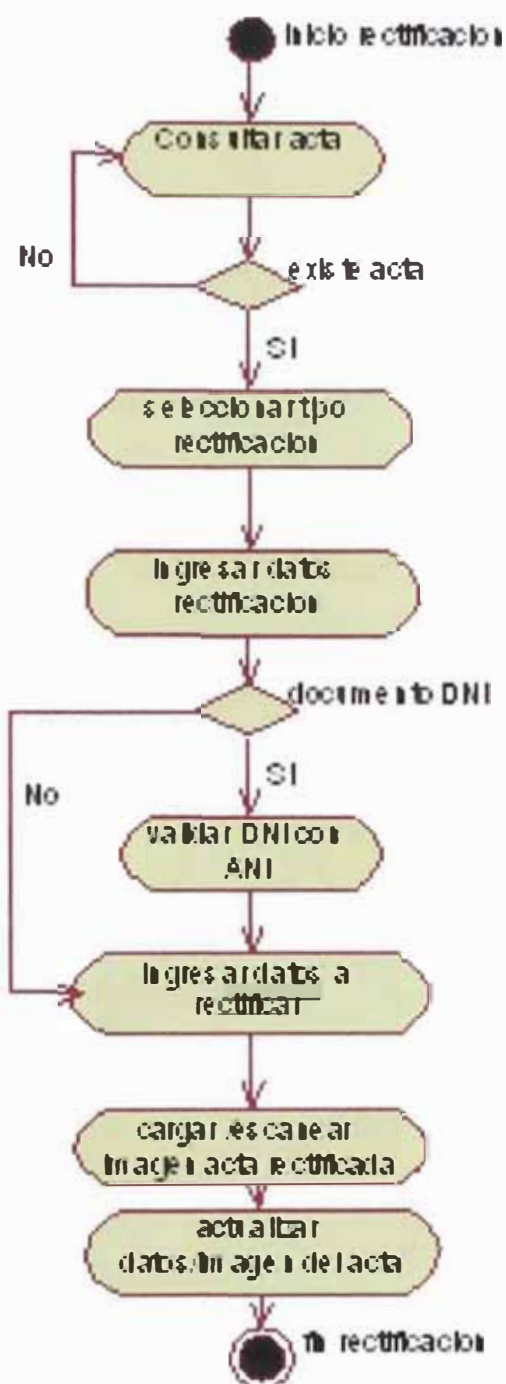 Inicio rectificacion
Consultar acta
No
existe acta
SI
seleccionar tipo
rectificacion
Ingresar datos
rectificacion
documento DNI
SI
No
validar DNI con
ANI
Ingresar datos a
rectificar
cargar /escanear
Imagen acta rectificada
actualizar
datos/Imagen del acta
fin rectificacion